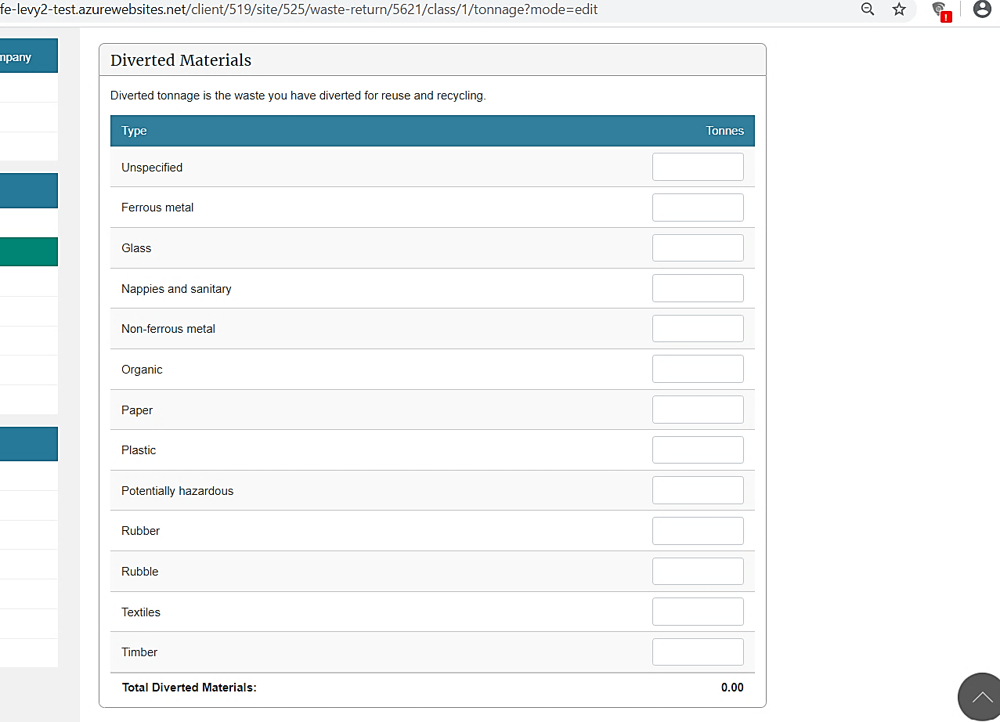 fe-levy2-test.azurewebsites.net/client/519/site/525/waste-return/5621/class/1/tonnage?mode=edit
mpany
Diverted Materials
Diverted tonnage is the waste you have diverted for reuse and recycling.
Type Tonnes
Unspecified
Ferrous metal
Glass
Nappies and sanitary
Non-ferrous metal
Organic
Paper
Plastic
Potentially hazardous
Rubber
Rubble
Textiles
Timber
Total Diverted Materials: 0.00